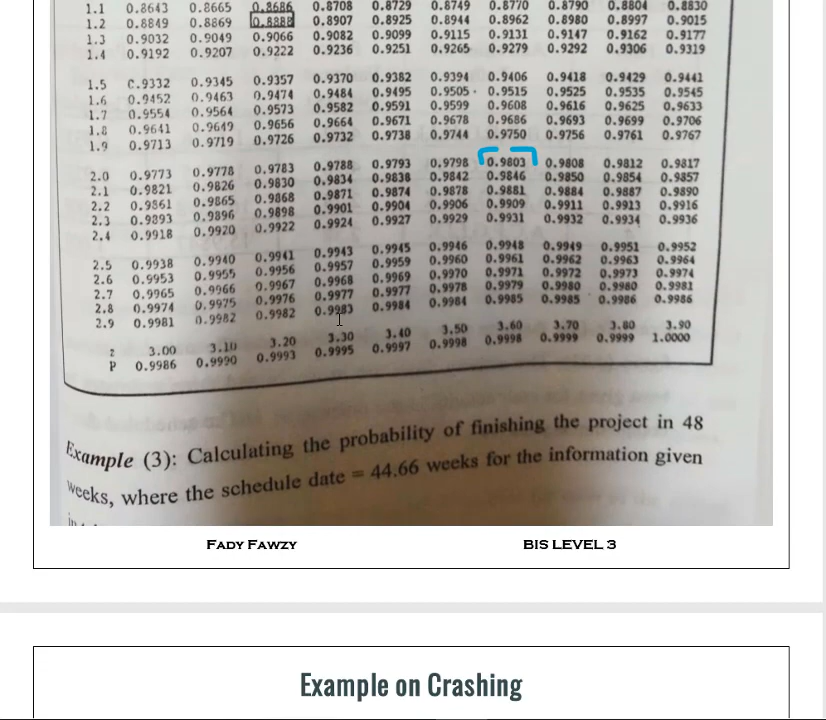 1.1 0.8643 0.8665 0.8686 0.8708 0.8729 0.8749 0.8770 0.8790 0.8804 0.8830
1.2 0.8849 0.8869 0.8888 0.8907 0.8925 0.8944 0.8962 0.8980 0.8997 0.9015
1.3 0.9032 0.9049 0.9066 0.9082 0.9099 0.9115 0.9131 0.9147 0.9162 0.9177
1.4 0.9192 0.9207 0.9222 0.9236 0.9251 0.9265 0.9279 0.9292 0.9306 0.9319
1.5 0.9332 0.9345 0.9357 0.9370 0.9382 0.9394 0.9406 0.9418 0.9429 0.9441
1.6 0.9452 0.9463 0.9474 0.9484 0.9495 0.9505 0.9515 0.9525 0.9535 0.9545
1.7 0.9554 0.9564 0.9573 0.9582 0.9591 0.9599 0.9608 0.9616 0.9625 0.9633
1.8 0.9641 0.9649 0.9656 0.9664 0.9671 0.9678 0.9686 0.9693 0.9699 0.9706
1.9 0.9713 0.9719 0.9726 0.9732 0.9738 0.9744 0.9750 0.9756 0.9761 0.9767
2.0 0.9773 0.9778 0.9783 0.9788 0.9793 0.9798 0.9803 0.9808 0.9812 0.9817
2.1 0.9821 0.9826 0.9830 0.9834 0.9838 0.9842 0.9846 0.9850 0.9854 0.9857
2.2 0.9861 0.9865 0.9868 0.9871 0.9874 0.9878 0.9881 0.9884 0.9887 0.9890
2.3 0.9893 0.9896 0.9898 0.9901 0.9904 0.9906 0.9909 0.9911 0.9913 0.9916
2.4 0.9918 0.9920 0.9922 0.9924 0.9927 0.9929 0.9931 0.9932 0.9934 0.9936
2.5 0.9938 0.9940 0.9941 0.9943 0.9945 0.9946 0.9948 0.9949 0.9951 0.9952
2.6 0.9953 0.9955 0.9956 0.9957 0.9959 0.9960 0.9961 0.9962 0.9963 0.9964
2.7 0.9965 0.9966 0.9967 0.9968 0.9969 0.9970 0.9971 0.9972 0.9973 0.9974
2.8 0.9974 0.9975 0.9976 0.9977 0.9977 0.9978 0.9979 0.9980 0.9980 0.9981
2.9 0.9981 0.9982 0.9982 0.9983 0.9984 0.9984 0.9985 0.9985 0.9986 0.9986
z 3.00 3.10 3.20 3.30 3.40 3.50 3.60 3.70 3.80 3.90
P 0.9986 0.9990 0.9993 0.9995 0.9997 0.9998 0.9998 0.9999 0.9999 1.0000
Example (3): Calculating the probability of finishing the project in 48
weeks, where the schedule date = 44.66 weeks for the information given
FADY FAWZY BIS LEVEL 3
Example on Crashing